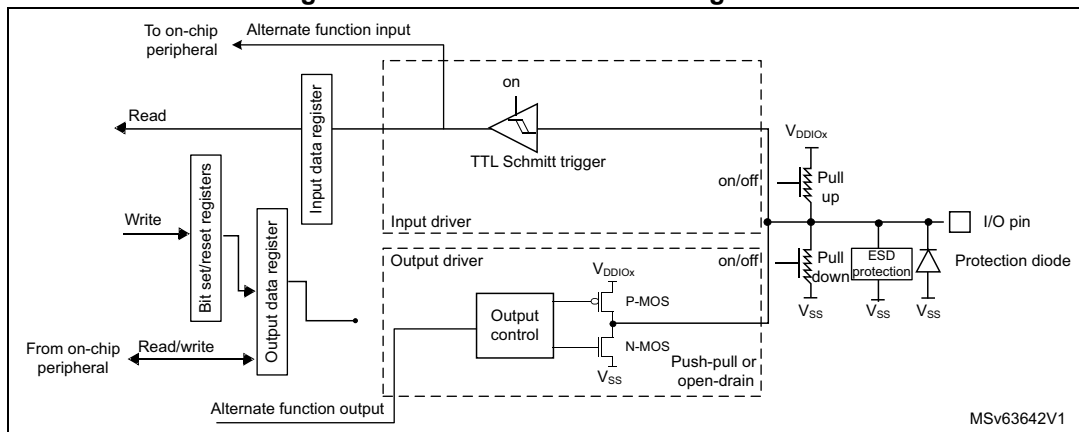 To on-chip
peripheral
Alternate function input
on
Read
Input data register
TTL Schmitt trigger
VDDIOx
on/off
Pull
up
Write
Bit set/reset registers
Input driver
I/O pin
Output data register
Output driver
on/off
Pull
down
ESD
protection
Protection diode
VDDIOx
P-MOS
Output
control
VSS
VSS
VSS
From on-chip
peripheral
Read/write
N-MOS
VSS
Push-pull or
open-drain
Alternate function output
MSv63642V1